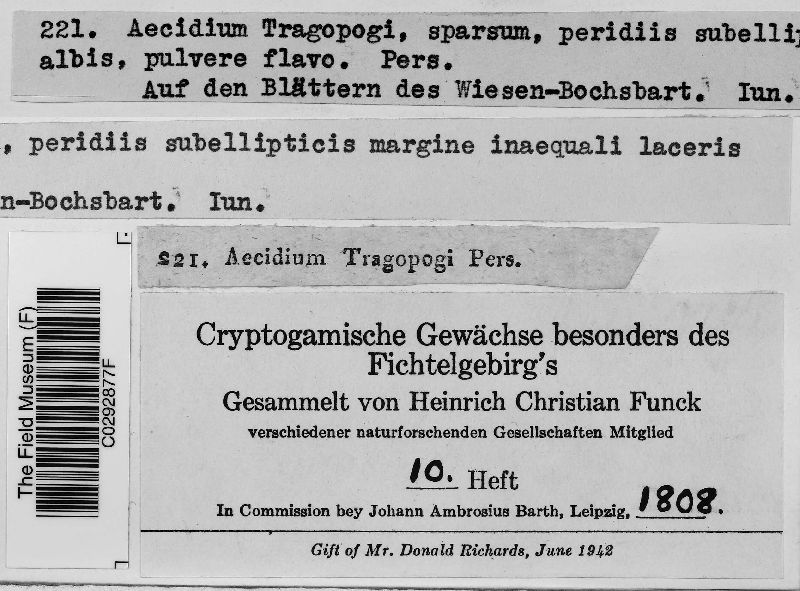 221. Aecidium Tragopogi, sparsum, peridiis subellip
albis, pulvere flavo. Pers.
Auf den Blättern des Wiesen-Bochsbart. Iun.
, peridiis subellipticis margine inaequali laceris
n-Bochsbart. Iun.
221. Aecidium Tragopogi Pers.
Cryptogamische Gewächse besonders des
Fichtelgebirg's
Gesammelt von Heinrich Christian Funck
verschiedener naturforschenden Gesellschaften Mitglied
10. Heft
In Commission bey Johann Ambrosius Barth, Leipzig, 1808.
Gift of Mr. Donald Richards, June 1942
The Field Museum (F)
C0292877F